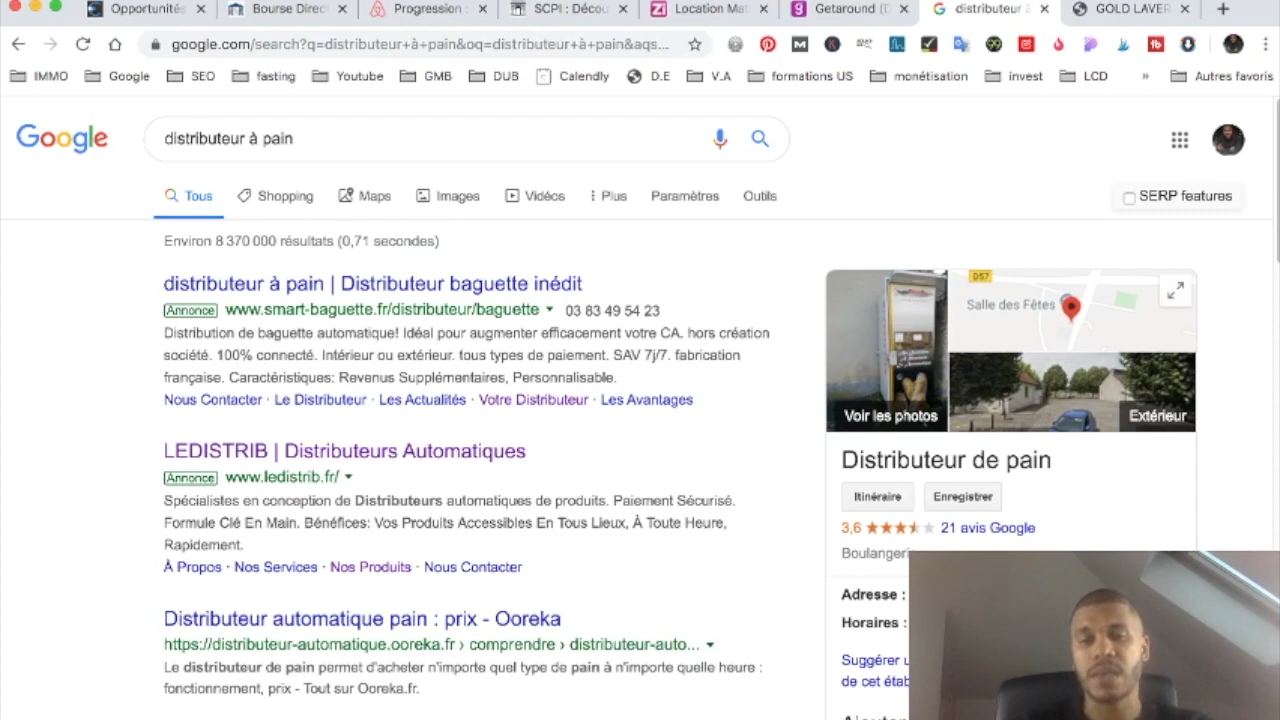 Opportunités
Bourse Direc
Progression
SCPI : Décou
Location Mat
Getaround (D
distributeur à
GOLD LAVER
google.com/search?q=distributeur+à+pain&oq=distributeur+à+pain&aqs...
IMMO
Google
SEO
fasting
Youtube
GMB
DUB
Calendly
D.E
V.A
formations US
monétisation
invest
LCD
»
Autres favoris
Google
distributeur à pain
Tous
Shopping
Maps
Images
Vidéos
Plus
Paramètres
Outils
SERP features
Environ 8 370 000 résultats (0,71 secondes)
distributeur à pain | Distributeur baguette inédit
Annonce www.smart-baguette.fr/distributeur/baguette 03 83 49 54 23
Distribution de baguette automatique! Idéal pour augmenter efficacement votre CA. hors création
société. 100% connecté. Intérieur ou extérieur. tous types de paiement. SAV 7j/7. fabrication
française. Caractéristiques: Revenus Supplémentaires, Personnalisable.
Nous Contacter · Le Distributeur · Les Actualités · Votre Distributeur · Les Avantages
LEDISTRIB | Distributeurs Automatiques
Annonce www.ledistrib.fr/
Spécialistes en conception de Distributeurs automatiques de produits. Paiement Sécurisé.
Formule Clé En Main. Bénéfices: Vos Produits Accessibles En Tous Lieux, À Toute Heure,
Rapidement.
À Propos · Nos Services · Nos Produits · Nous Contacter
Distributeur automatique pain : prix - Ooreka
https://distributeur-automatique.ooreka.fr › comprendre › distributeur-auto...
Le distributeur de pain permet d'acheter n'importe quel type de pain à n'importe quelle heure :
fonctionnement, prix - Tout sur Ooreka.fr.
D57
Salle des Fêtes
Voir les photos
Extérieur
Distributeur de pain
Itinéraire
Enregistrer
3,6
21 avis Google
Boulangeri
Adresse :
Horaires :
Suggérer u
de cet étab